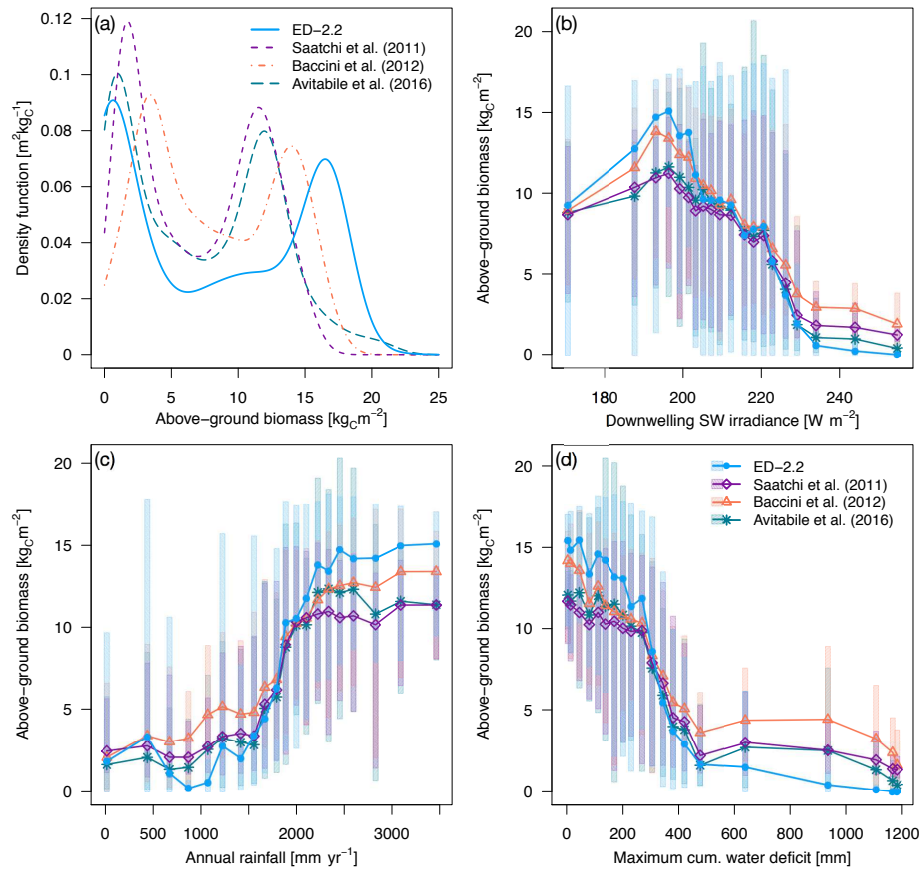 (a)
ED−2.2
Saatchi et al. (2011)
Baccini et al. (2012)
Avitabile et al. (2016)
Density function [m²kg_C⁻¹]
0.12
0.1
0.08
0.06
0.04
0.02
0
0 5 10 15 20 25
Above−ground biomass [kg_Cm⁻²]
(b)
Above−ground biomass [kg_Cm⁻²]
20
15
10
5
0
180 200 220 240
Downwelling SW irradiance [W m⁻²]
(c)
Above−ground biomass [kg_Cm⁻²]
20
15
10
5
0
0 500 1000 2000 3000
Annual rainfall [mm yr⁻¹]
(d)
ED−2.2
Saatchi et al. (2011)
Baccini et al. (2012)
Avitabile et al. (2016)
Above−ground biomass [kg_Cm⁻²]
20
15
10
5
0
0 200 400 600 800 1000 1200
Maximum cum. water deficit [mm]